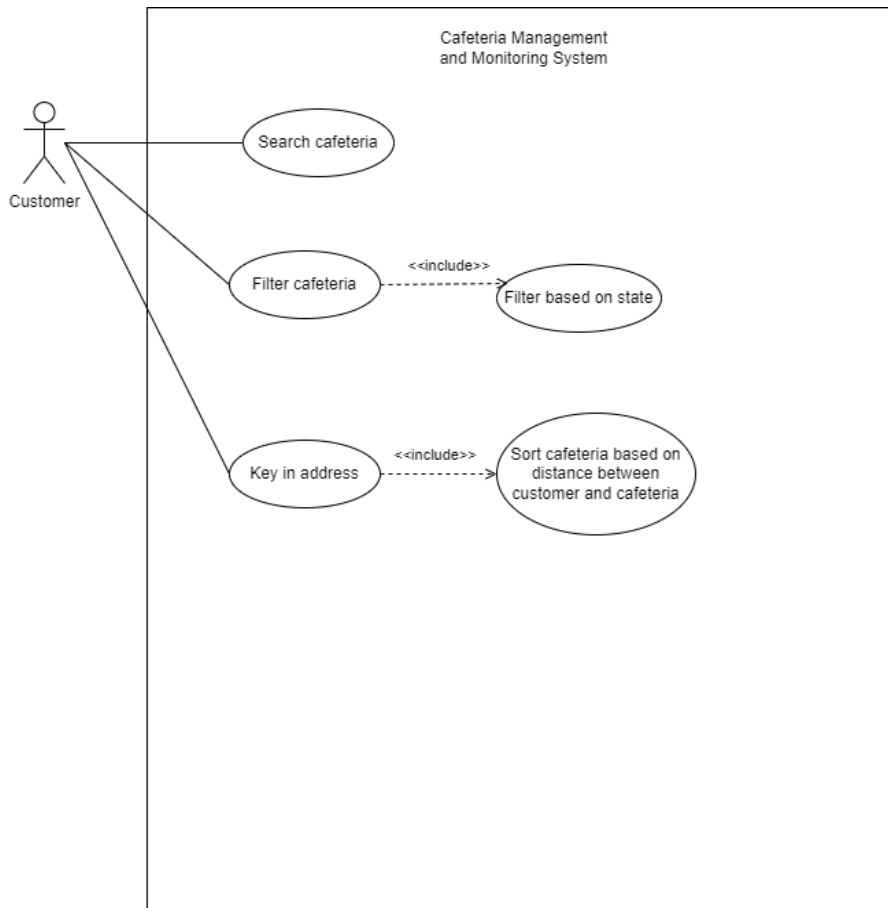 Cafeteria Management
and Monitoring System
Search cafeteria
Customer
<<include>>
Filter cafeteria
Filter based on state
<<include>>
Key in address
Sort cafeteria based on
distance between
customer and cafeteria